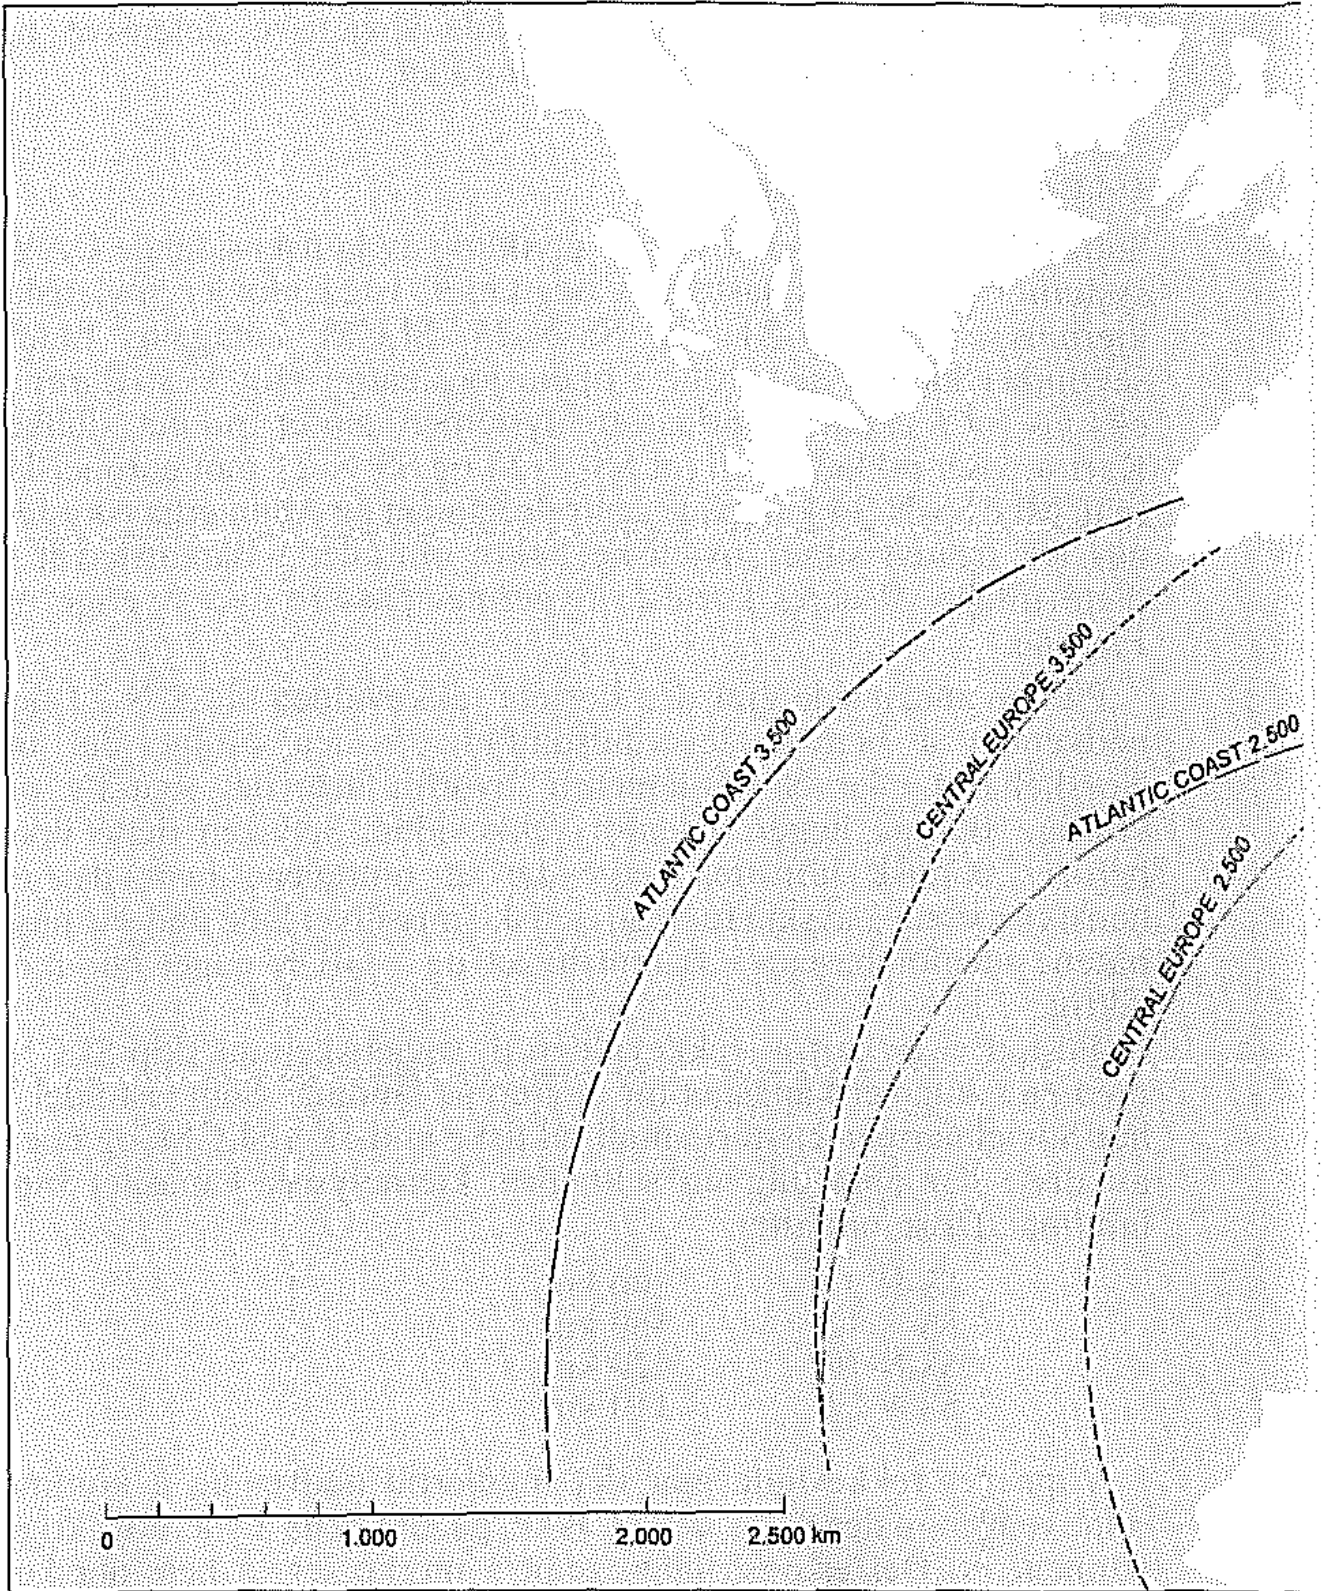 ATLANTIC COAST 3,500
CENTRAL EUROPE 3,500
ATLANTIC COAST 2,500
CENTRAL EUROPE 2,500
0 1.000 2,000 2,500 km